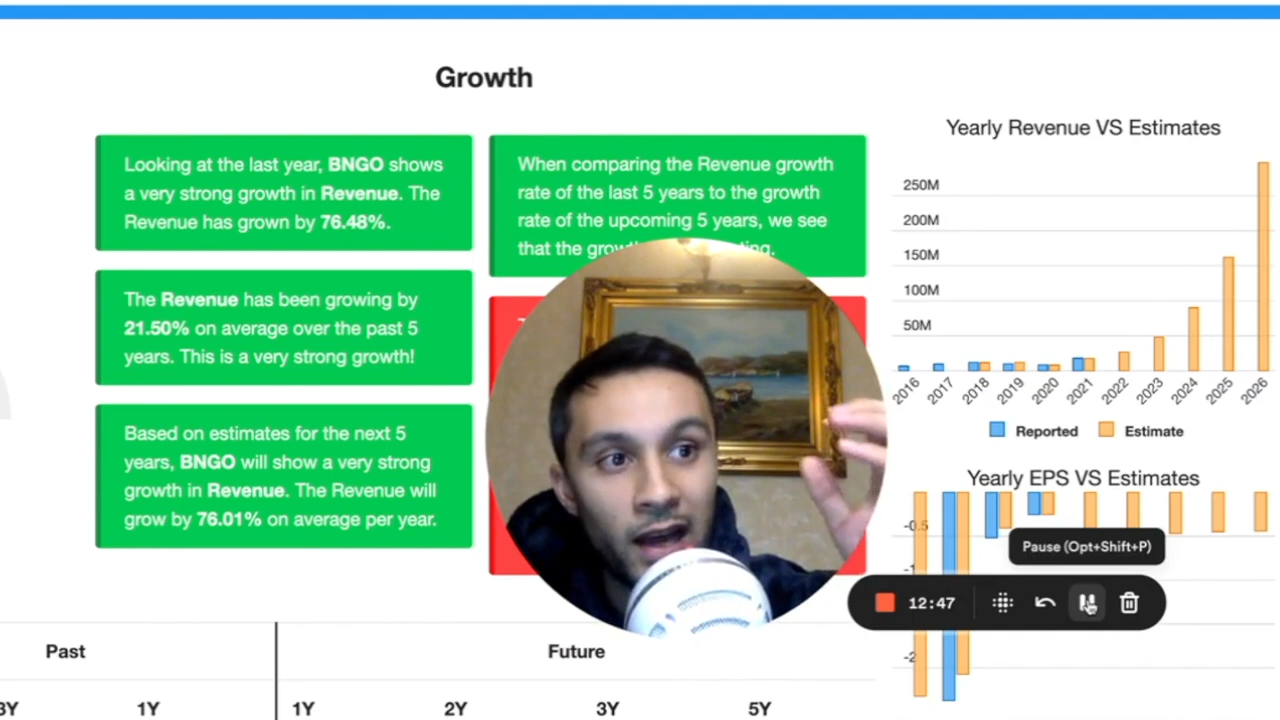 Growth
Looking at the last year, BNGO shows
a very strong growth in Revenue. The
Revenue has grown by 76.48%.
The Revenue has been growing by
21.50% on average over the past 5
years. This is a very strong growth!
Based on estimates for the next 5
years, BNGO will show a very strong
growth in Revenue. The Revenue will
grow by 76.01% on average per year.
When comparing the Revenue growth
rate of the last 5 years to the growth
rate of the upcoming 5 years, we see
that the
Yearly Revenue VS Estimates
250M
200M
150M
100M
50M
2016 2017 2018 2019 2020 2021 2022 2023 2024 2025 2026
Reported Estimate
Yearly EPS VS Estimates
-0.5
-1
-2
Pause (Opt+Shift+P)
12:47
Past Future
3Y 1Y 1Y 2Y 3Y 5Y